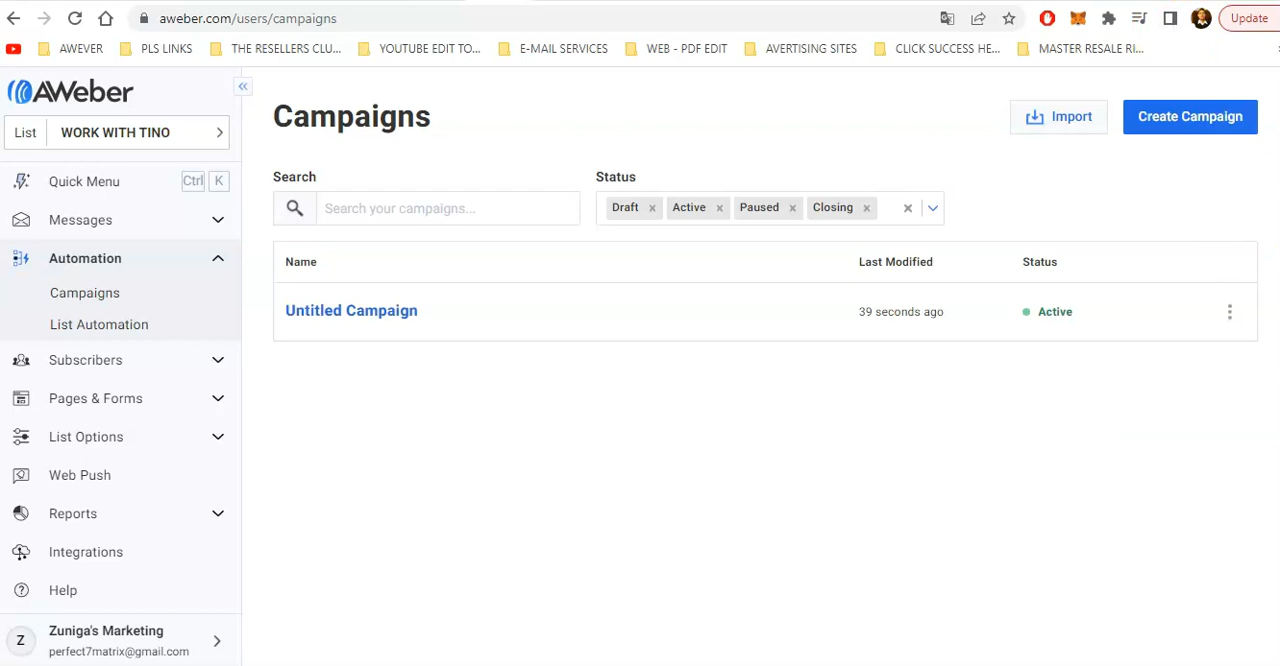 aweber.com/users/campaigns
Update
AWEVER
PLS LINKS
THE RESELLERS CLU...
YOUTUBE EDIT TO...
E-MAIL SERVICES
WEB - PDF EDIT
AVERTISING SITES
CLICK SUCCESS HE...
MASTER RESALE RI...
AWeber
List WORK WITH TINO
Quick Menu Ctrl K
Messages
Automation
Campaigns
List Automation
Subscribers
Pages & Forms
List Options
Web Push
Reports
Integrations
Help
Z
Zuniga's Marketing
perfect7matrix@gmail.com
Campaigns
Import
Create Campaign
Search
Search your campaigns...
Status
Draft
Active
Paused
Closing
Name Last Modified Status
Untitled Campaign 39 seconds ago Active